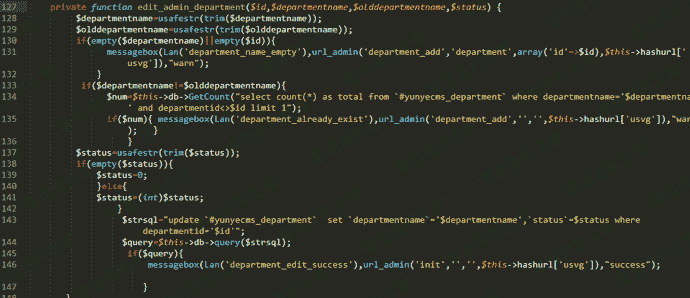 127 private function edit_admin_department($id,$departmentname,$olddepartmentname,$status) {
128 $departmentname=usafestr(trim($departmentname));
129 $olddepartmentname=usafestr(trim($olddepartmentname));
130 if(empty($departmentname)||empty($id)){
131 messagebox(Lan('department_name_empty'),url_admin('department_add','department',array('id'=>$id),$this->hashurl['
usvg']),"warn");
132 }
133 if($departmentname!=$olddepartmentname){
134 $num=$this->db->GetCount("select count(*) as total from `#yunyecms_department` where departmentname='$departmentna
' and departmentid<>$id limit 1");
135 if($num){ messagebox(Lan('department_already_exist'),url_admin('department_add','','',$this->hashurl['usvg']),"war
); }
136 }
137 $status=usafestr(trim($status));
138 if(empty($status)){
139 $status=0;
140 }else{
141 $status=(int)$status;
142 }
143 $strsql="update `#yunyecms_department` set `departmentname`='$departmentname',`status`=$status where
departmentid='$id'";
144 $query=$this->db->query($strsql);
145 if($query){
146 messagebox(Lan('department_edit_success'),url_admin('init','','',$this->hashurl['usvg']),"success");
147 }